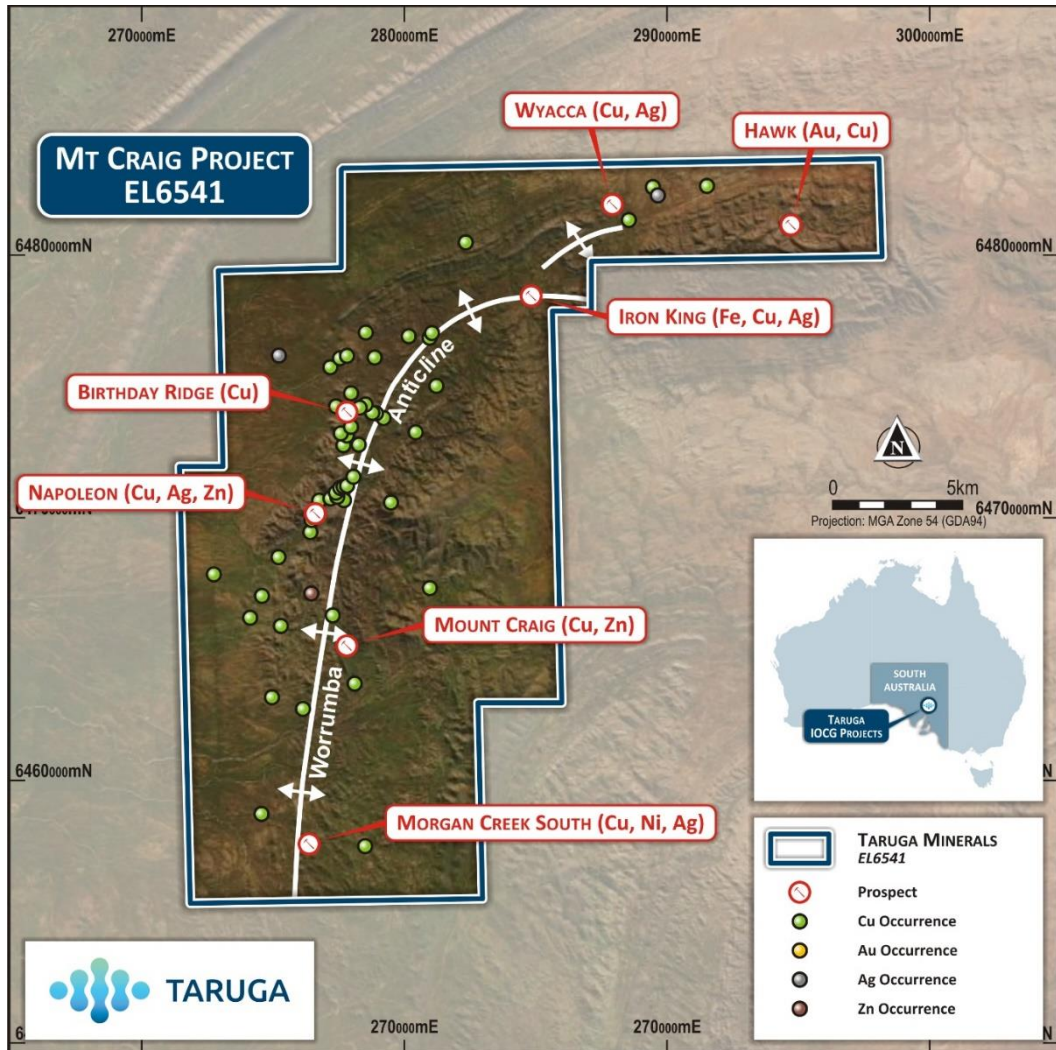 270000mE
280000mE
290000mE
300000mE
WYACCA (Cu, Ag)
HAWK (Au, Cu)
MT CRAIG PROJECT
EL6541
6480000mN
6480000mN
IRON KING (Fe, Cu, Ag)
Anticline
BIRTHDAY RIDGE (Cu)
N
NAPOLEON (Cu, Ag, Zn)
0
5km
6470000mN
6470000mN
Projection: MGA Zone 54 (GDA94)
MOUNT CRAIG (Cu, Zn)
Worrumba
SOUTH
AUSTRALIA
TARUGA
IOCG PROJECTS
6460000mN
MORGAN CREEK SOUTH (Cu, Ni, Ag)
TARUGA MINERALS
EL6541
Prospect
Cu Occurrence
Au Occurrence
Ag Occurrence
Zn Occurrence
TARUGA
270000mE
270000mE